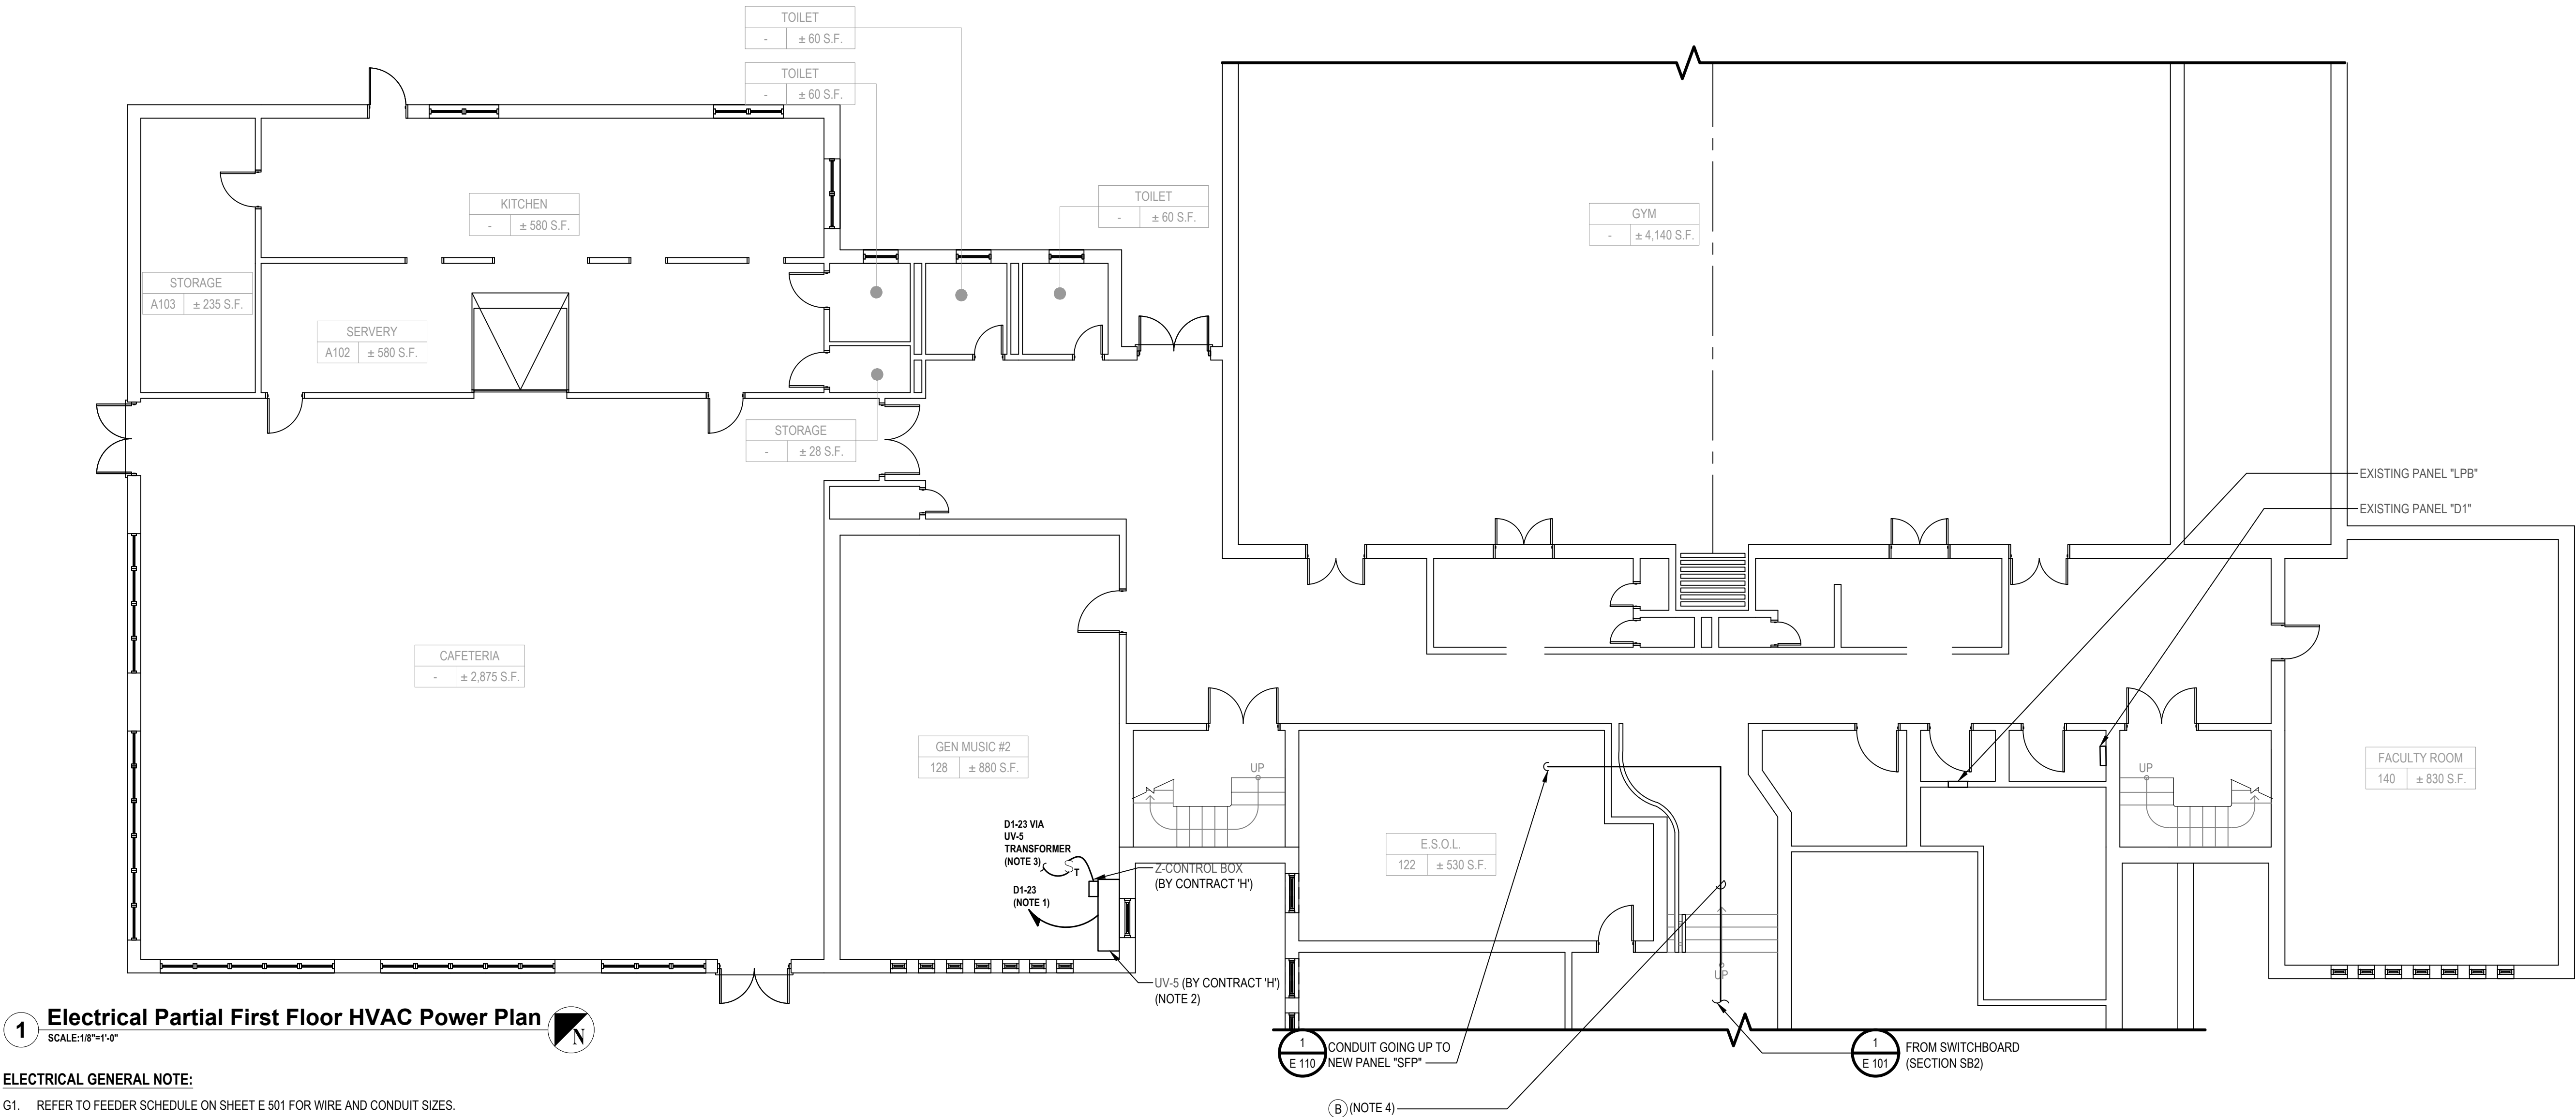 TOILET
- ± 60 S.F.
TOILET
- ± 60 S.F.
TOILET
- ± 60 S.F.
KITCHEN
- ± 580 S.F.
GYM
- ± 4,140 S.F.
STORAGE
A103 ± 235 S.F.
SERVERY
A102 ± 580 S.F.
STORAGE
- ± 28 S.F.
EXISTING PANEL "LPB"
EXISTING PANEL "D1"
CAFETERIA
- ± 2,875 S.F.
GEN MUSIC #2
128 ± 880 S.F.
UP
UP
FACULTY ROOM
140 ± 830 S.F.
D1-23 VIA
UV-5
TRANSFORMER
(NOTE 3)
S
T
Z-CONTROL BOX
(BY CONTRACT 'H')
D1-23
(NOTE 1)
E.S.O.L.
122 ± 530 S.F.
UP
UV-5 (BY CONTRACT 'H')
(NOTE 2)
1 Electrical Partial First Floor HVAC Power Plan
SCALE:1/8"=1'-0"
N
1
E 110
CONDUIT GOING UP TO
NEW PANEL "SFP"
1
E 101
FROM SWITCHBOARD
(SECTION SB2)
ELECTRICAL GENERAL NOTE:
G1. REFER TO FEEDER SCHEDULE ON SHEET E 501 FOR WIRE AND CONDUIT SIZES.
B (NOTE 4)